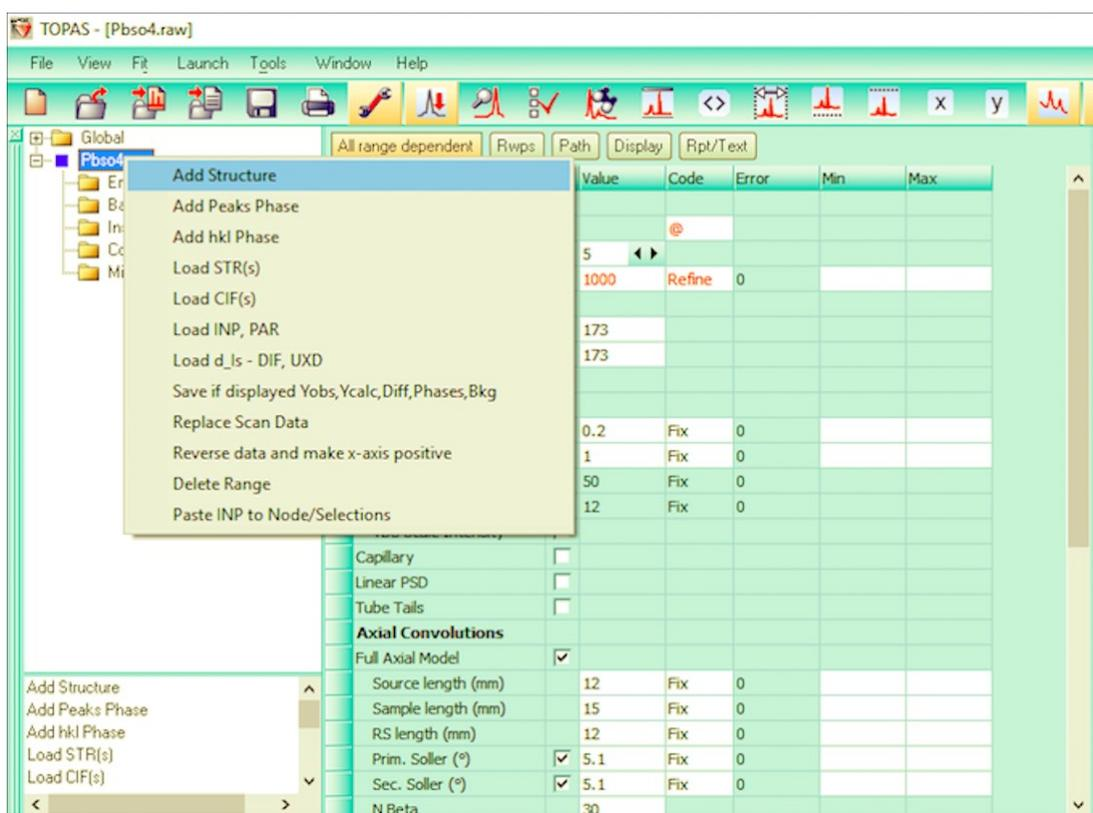 TOPAS - [Pbso4.raw]
File View Fit Launch Tools Window Help
x y
Global
Pbso4
Er
Ba
In
Co
Mi
Add Structure
Add Peaks Phase
Add hkl Phase
Load STR(s)
Load CIF(s)
Load INP, PAR
Load d_Is - DIF, UXD
Save if displayed Yobs,Ycalc,Diff,Phases,Bkg
Replace Scan Data
Reverse data and make x-axis positive
Delete Range
Paste INP to Node/Selections
All range dependent Rwps Path Display Rpt/Text
Value Code Error Min Max
@
5
1000 Refine 0
173
173
0.2 Fix 0
1 Fix 0
50 Fix 0
12 Fix 0
Capillary
Linear PSD
Tube Tails
Axial Convolutions
Full Axial Model
Source length (mm) 12 Fix 0
Sample length (mm) 15 Fix 0
RS length (mm) 12 Fix 0
Prim. Soller (º) 5.1 Fix 0
Sec. Soller (º) 5.1 Fix 0
N Beta 30
Add Structure
Add Peaks Phase
Add hkl Phase
Load STR(s)
Load CIF(s)